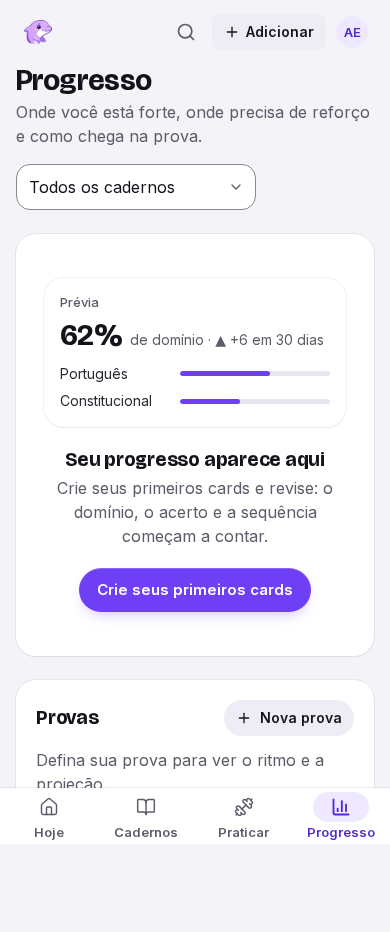 Adicionar
AE
Progresso
Onde você está forte, onde precisa de reforço
e como chega na prova.
Todos os cadernos
Prévia
62% de domínio · ▲ +6 em 30 dias
Português
Constitucional
Seu progresso aparece aqui
Crie seus primeiros cards e revise: o
domínio, o acerto e a sequência
começam a contar.
Crie seus primeiros cards
Provas
Nova prova
Defina sua prova para ver o ritmo e a
projeção
Hoje
Cadernos
Praticar
Progresso